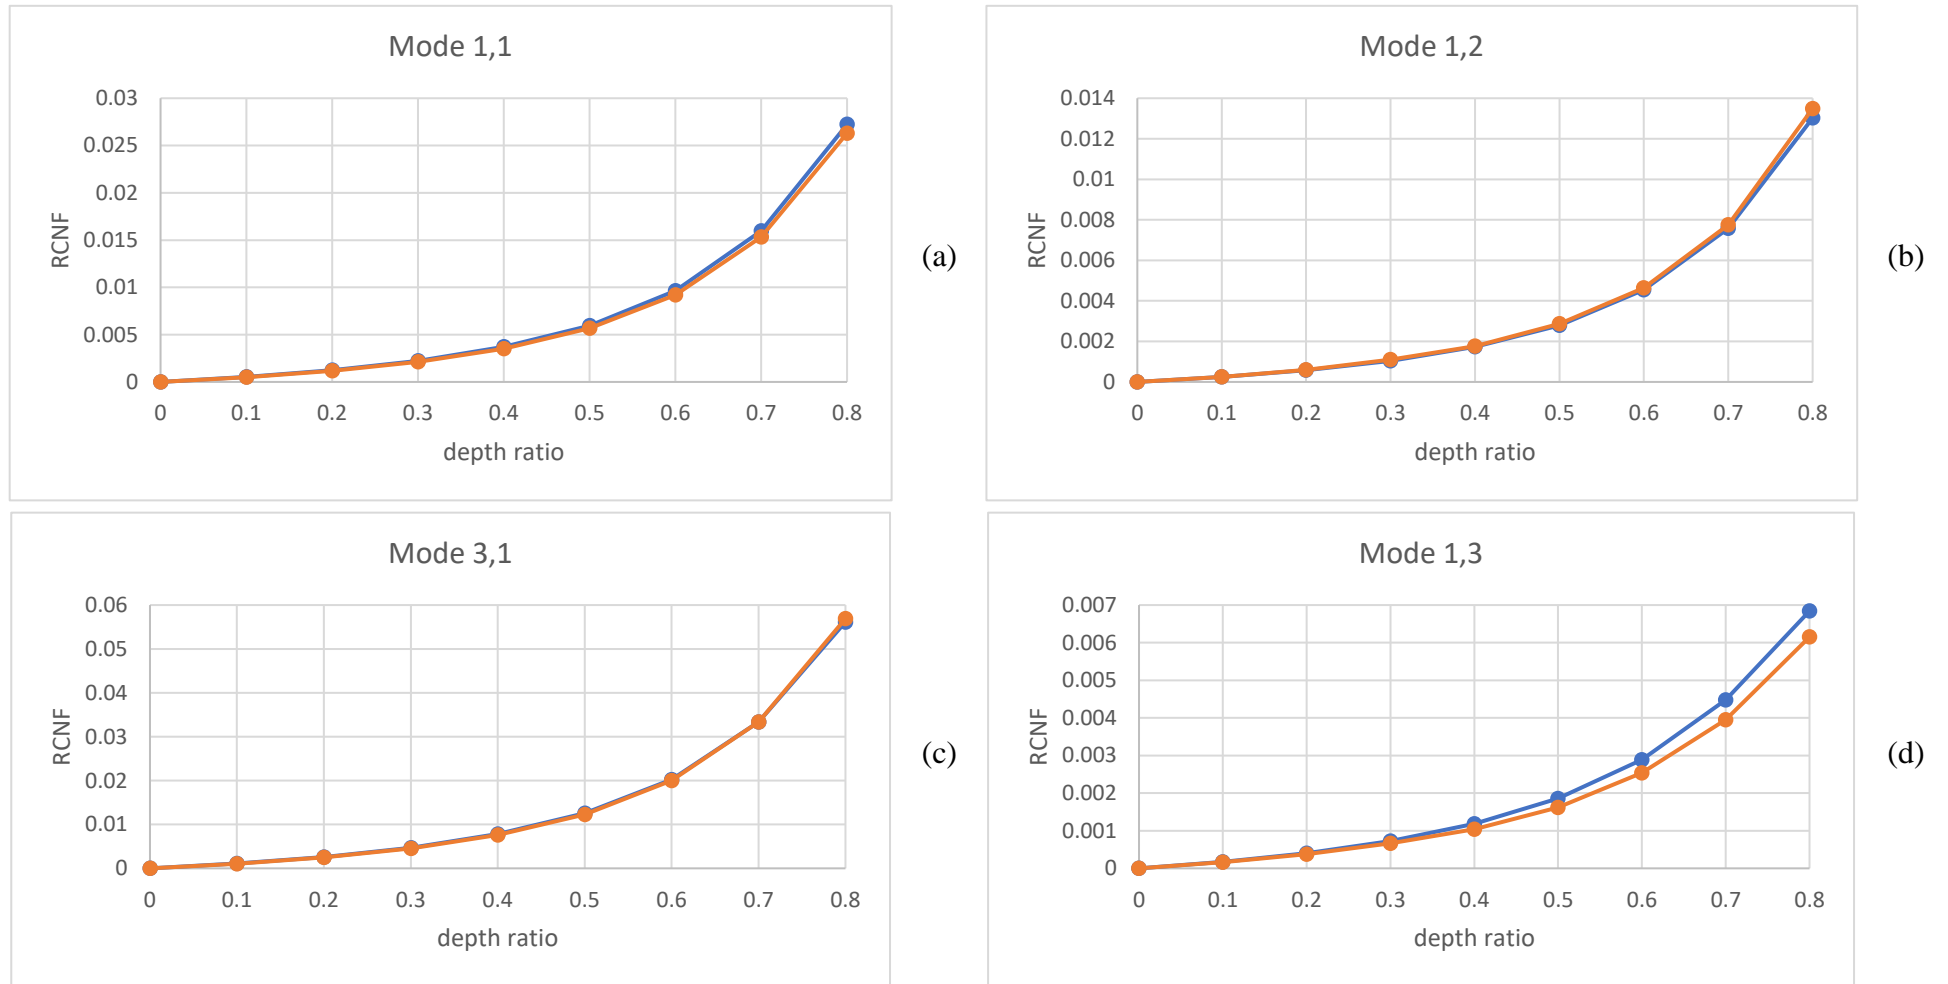 Mode 1,1
0.03
0.025
0.02
0.015
0.01
0.005
0
RCNF
0 0.1 0.2 0.3 0.4 0.5 0.6 0.7 0.8
depth ratio
(a)
Mode 1,2
0.014
0.012
0.01
0.008
0.006
0.004
0.002
0
RCNF
0 0.1 0.2 0.3 0.4 0.5 0.6 0.7 0.8
depth ratio
(b)
Mode 3,1
0.06
0.05
0.04
0.03
0.02
0.01
0
RCNF
0 0.1 0.2 0.3 0.4 0.5 0.6 0.7 0.8
depth ratio
(c)
Mode 1,3
0.007
0.006
0.005
0.004
0.003
0.002
0.001
0
RCNF
0 0.1 0.2 0.3 0.4 0.5 0.6 0.7 0.8
depth ratio
(d)